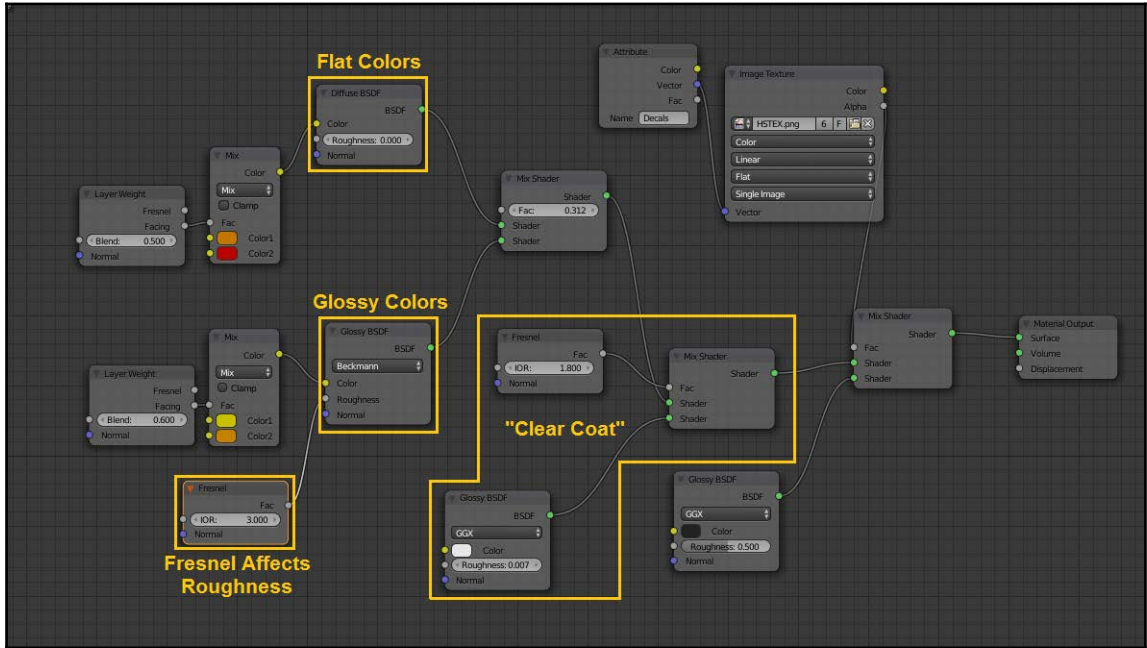 Flat Colors
Diffuse BSDF
BSDF
Color
Roughness: 0.000
Normal
Attribute
Color
Vector
Fac
Name Decals
Image Texture
Color
Alpha
HSTEX.png 6 F
Color
Linear
Flat
Single Image
Vector
Layer Weight
Fresnel
Facing
Blend: 0.500
Normal
Mix
Color
Mix
Clamp
Fac
Color1
Color2
Mix Shader
Shader
Fac: 0.312
Shader
Shader
Glossy Colors
Glossy BSDF
BSDF
Beckmann
Color
Roughness
Normal
Layer Weight
Fresnel
Facing
Blend: 0.600
Normal
Mix
Color
Mix
Clamp
Fac
Color1
Color2
Fresnel
Fac
IOR: 3.000
Normal
Fresnel Affects
Roughness
Fresnel
Fac
IOR: 1.800
Normal
"Clear Coat"
Mix Shader
Shader
Fac
Shader
Shader
Glossy BSDF
BSDF
GGX
Color
Roughness: 0.007
Normal
Glossy BSDF
BSDF
GGX
Color
Roughness: 0.500
Normal
Mix Shader
Shader
Fac
Shader
Shader
Material Output
Surface
Volume
Displacement